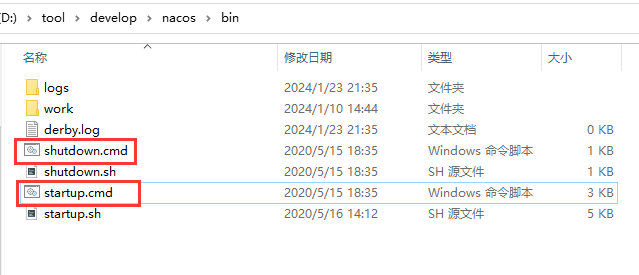 (D:) › tool › develop › nacos › bin
名称 修改日期 类型 大小
logs 2024/1/23 21:35 文件夹
work 2024/1/10 14:44 文件夹
derby.log 2024/1/23 21:35 文本文档 0 KB
shutdown.cmd 2020/5/15 18:35 Windows 命令脚本 1 KB
shutdown.sh 2020/5/15 18:35 SH 源文件 1 KB
startup.cmd 2020/5/15 18:35 Windows 命令脚本 3 KB
startup.sh 2020/5/16 14:12 SH 源文件 5 KB